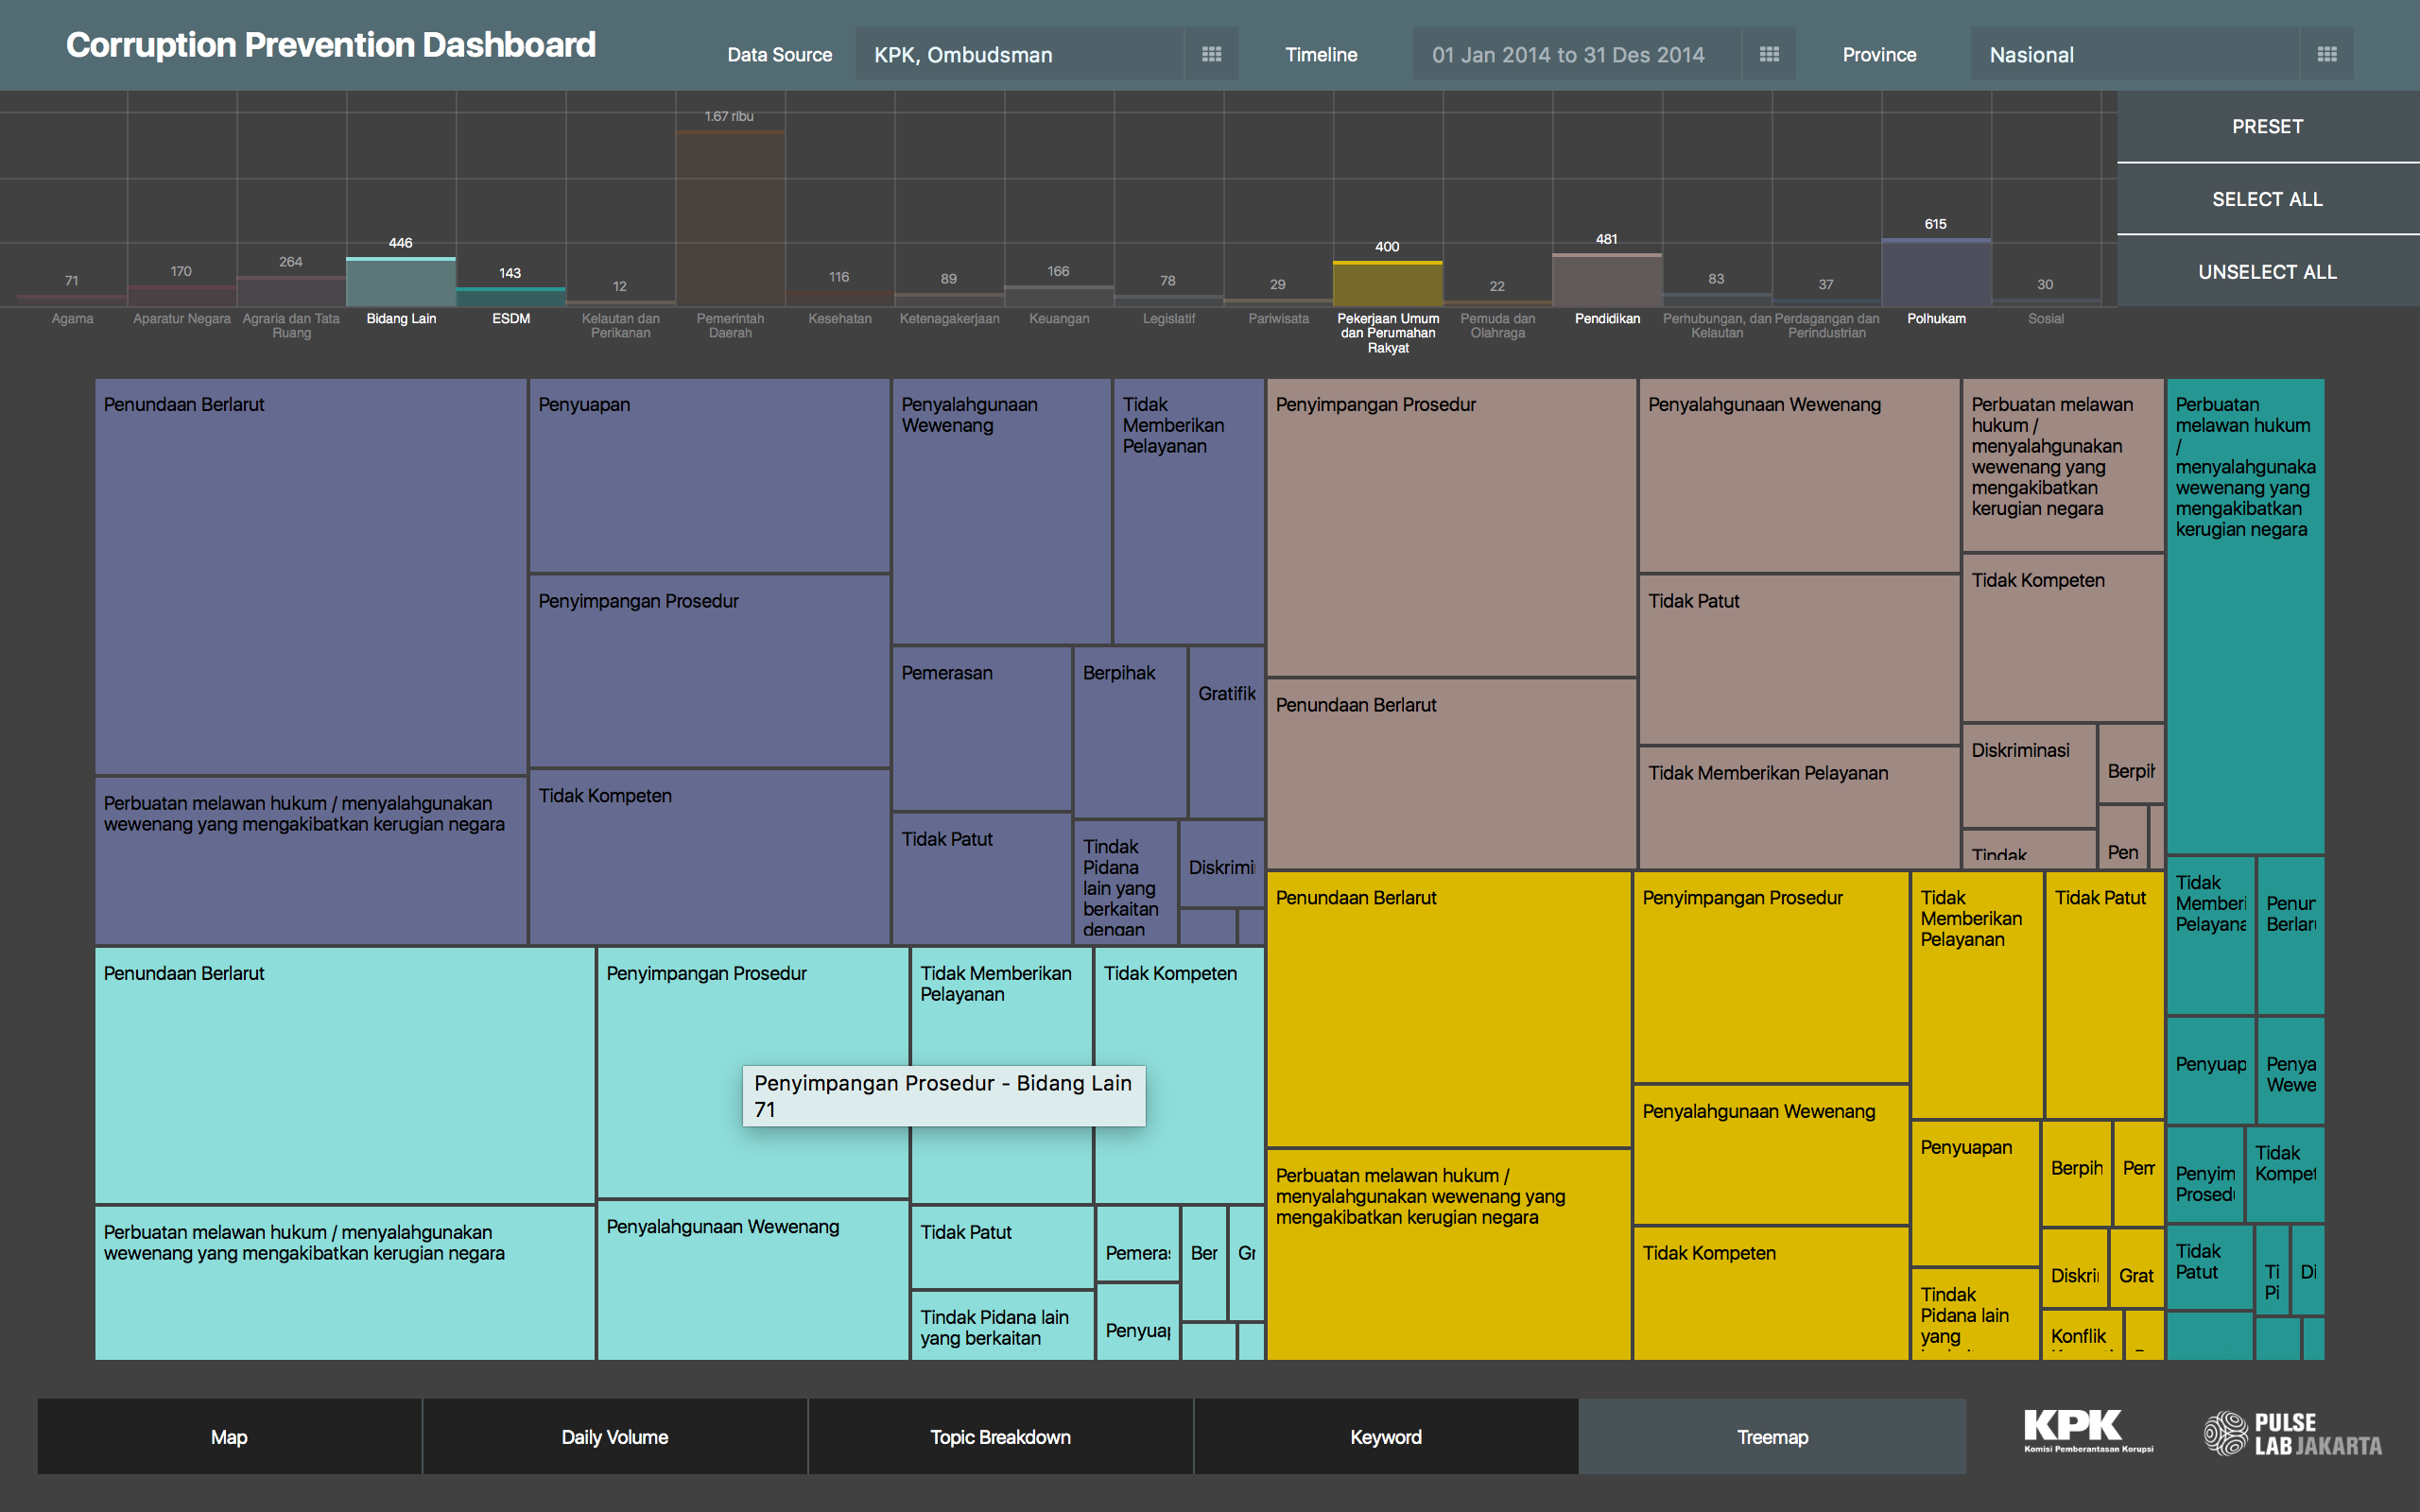 Corruption Prevention Dashboard
Data Source
KPK, Ombudsman
Timeline
01 Jan 2014 to 31 Des 2014
Province
Nasional
PRESET
SELECT ALL
UNSELECT ALL
71
170
264
446
143
12
1.67 ribu
116
89
166
78
29
400
22
481
83
37
615
30
Agama
Aparatur Negara
Agraria dan Tata
Ruang
Bidang Lain
ESDM
Kelautan dan
Perikanan
Pemerintah
Daerah
Kesehatan
Ketenagakerjaan
Keuangan
Legislatif
Pariwisata
Pekerjaan Umum
dan Perumahan
Rakyat
Pemuda dan
Olahraga
Pendidikan
Perhubungan, dan
Kelautan
Perdagangan dan
Perindustrian
Polhukam
Sosial
Penundaan Berlarut
Perbuatan melawan hukum / menyalahgunakan
wewenang yang mengakibatkan kerugian negara
Penyuapan
Penyimpangan Prosedur
Tidak Kompeten
Penyalahgunaan
Wewenang
Tidak
Memberikan
Pelayanan
Pemerasan
Berpihak
Gratifik
Tidak Patut
Tindak
Pidana
lain yang
berkaitan
dengan
Diskrimi
Penyimpangan Prosedur
Penundaan Berlarut
Penyalahgunaan Wewenang
Tidak Patut
Tidak Memberikan Pelayanan
Perbuatan melawan
hukum /
menyalahgunakan
wewenang yang
mengakibatkan
kerugian negara
Tidak Kompeten
Diskriminasi
Berpih
Tindak
Pen
Perbuatan
melawan hukum
/
menyalahgunaka
wewenang yang
mengakibatkan
kerugian negara
Tidak
Memberi
Pelayana
Penun
Berlaru
Penyuap
Penya
Wewe
Penyim
Prosedu
Tidak
Kompet
Tidak
Patut
Ti
Pi
Di
Penundaan Berlarut
Perbuatan melawan hukum / menyalahgunakan
wewenang yang mengakibatkan kerugian negara
Penyimpangan Prosedur
Penyalahgunaan Wewenang
Tidak Memberikan
Pelayanan
Tidak Kompeten
Penyimpangan Prosedur - Bidang Lain
71
Tidak Patut
Tindak Pidana lain
yang berkaitan
Pemeras
Ber
Gr
Penyuap
Penundaan Berlarut
Perbuatan melawan hukum /
menyalahgunakan wewenang yang
mengakibatkan kerugian negara
Penyimpangan Prosedur
Penyalahgunaan Wewenang
Tidak Kompeten
Tidak
Memberikan
Pelayanan
Tidak Patut
Penyuapan
Berpih
Pem
Tindak
Pidana lain
yang
Diskri
Grat
Konflik
Map
Daily Volume
Topic Breakdown
Keyword
Treemap
KPK
Komisi Pemberantasan Korupsi
PULSE
LAB JAKARTA